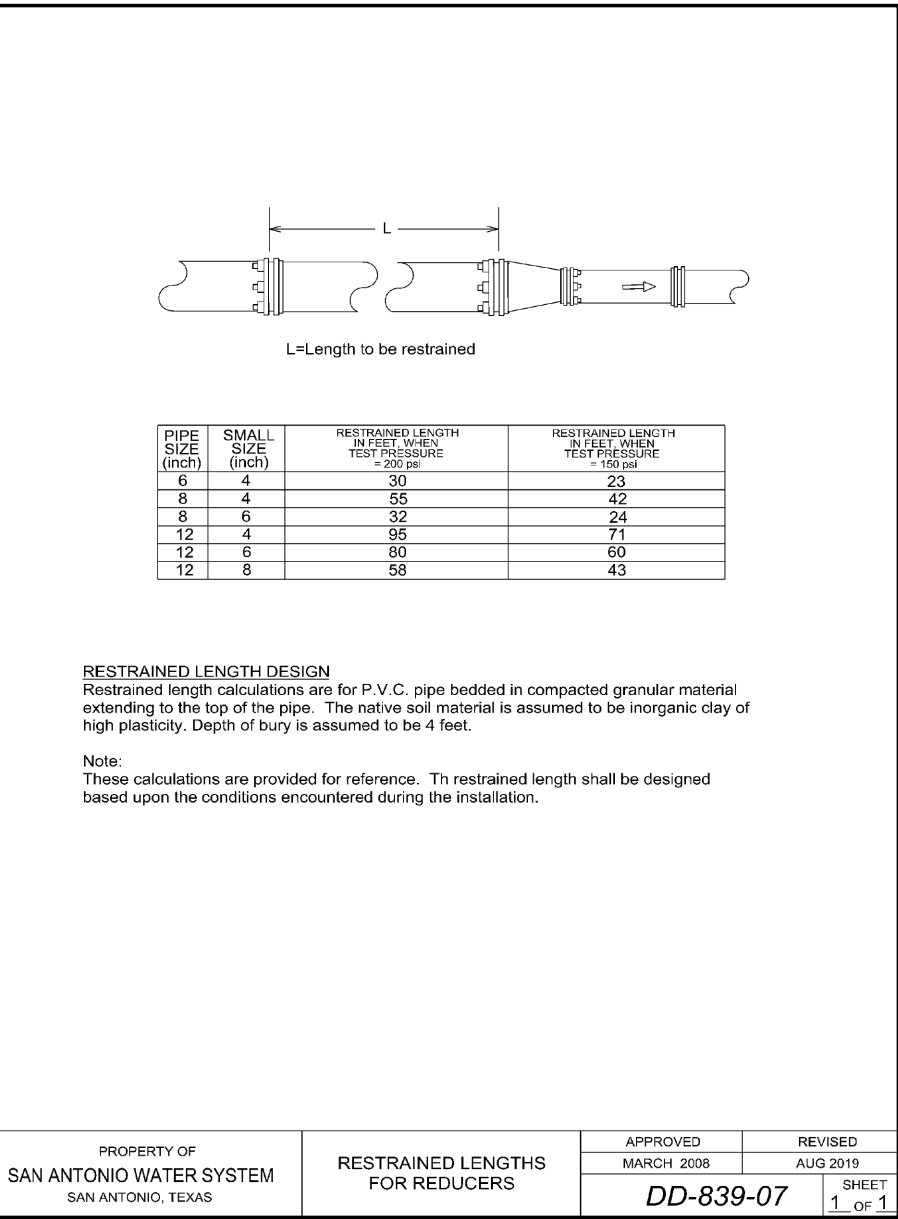 L
L=Length to be restrained
PIPE SIZE (inch) SMALL SIZE (inch) RESTRAINED LENGTH IN FEET, WHEN TEST PRESSURE = 200 psi RESTRAINED LENGTH IN FEET, WHEN TEST PRESSURE = 150 psi
6 4 30 23
8 4 55 42
8 6 32 24
12 4 95 71
12 6 80 60
12 8 58 43
RESTRAINED LENGTH DESIGN
Restrained length calculations are for P.V.C. pipe bedded in compacted granular material
extending to the top of the pipe. The native soil material is assumed to be inorganic clay of
high plasticity. Depth of bury is assumed to be 4 feet.
Note:
These calculations are provided for reference. Th restrained length shall be designed
based upon the conditions encountered during the installation.
PROPERTY OF
SAN ANTONIO WATER SYSTEM
SAN ANTONIO, TEXAS
RESTRAINED LENGTHS
FOR REDUCERS
APPROVED REVISED
MARCH 2008 AUG 2019
DD-839-07
SHEET
1 OF 1